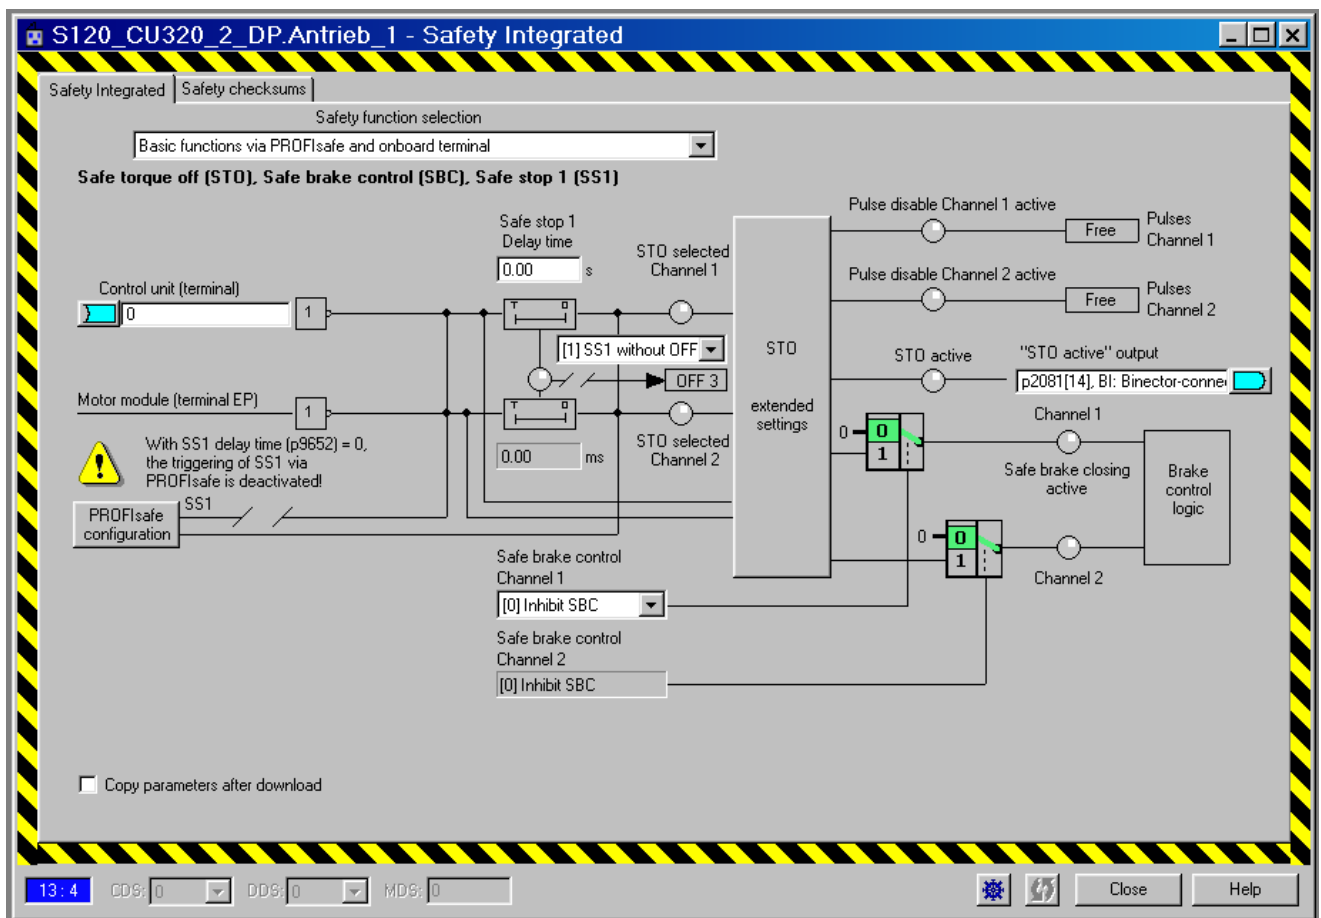 S120_CU320_2_DP.Antrieb_1 - Safety Integrated
Safety Integrated
Safety checksums
Safety function selection
Basic functions via PROFIsafe and onboard terminal
Safe torque off (STO), Safe brake control (SBC), Safe stop 1 (SS1)
Safe stop 1
Delay time
0.00 s
STO selected
Channel 1
Pulse disable Channel 1 active
Free
Pulses
Channel 1
Control unit (terminal)
0
1
T 0
Pulse disable Channel 2 active
Free
Pulses
Channel 2
[1] SS1 without OFF
OFF 3
STO
extended
settings
STO active
"STO active" output
p2081[14], BI: Binector-connec
Motor module (terminal EP)
1
T 0
With SS1 delay time (p9652) = 0,
the triggering of SS1 via
PROFIsafe is deactivated!
0.00 ms
STO selected
Channel 2
0
0
1
Channel 1
Safe brake closing
active
Brake
control
logic
PROFIsafe
configuration
SS1
0
0
1
Channel 2
Safe brake control
Channel 1
[0] Inhibit SBC
Safe brake control
Channel 2
[0] Inhibit SBC
Copy parameters after download
13:4
CDS: 0
DDS: 0
MDS: 0
Close
Help